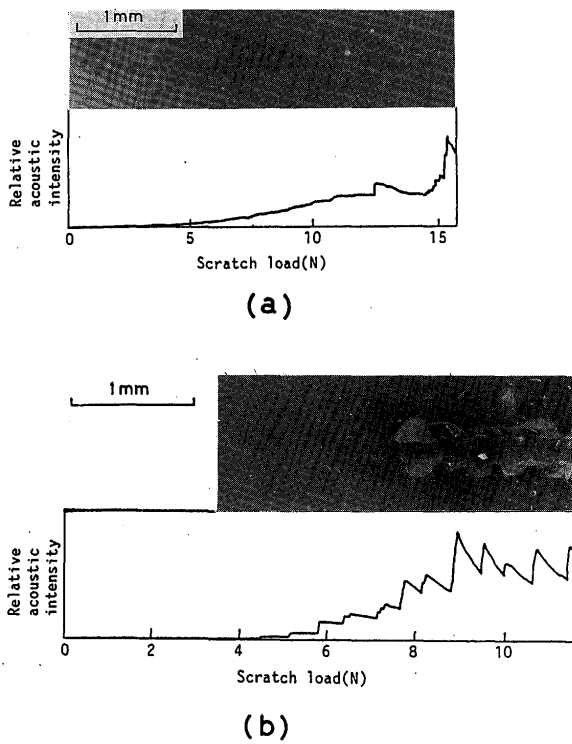 1mm
Relative
acoustic
intensity
0 5 10 15
Scratch load(N)
(a)
1mm
Relative
acoustic
intensity
0 2 4 6 8 10
Scratch load(N)
(b)